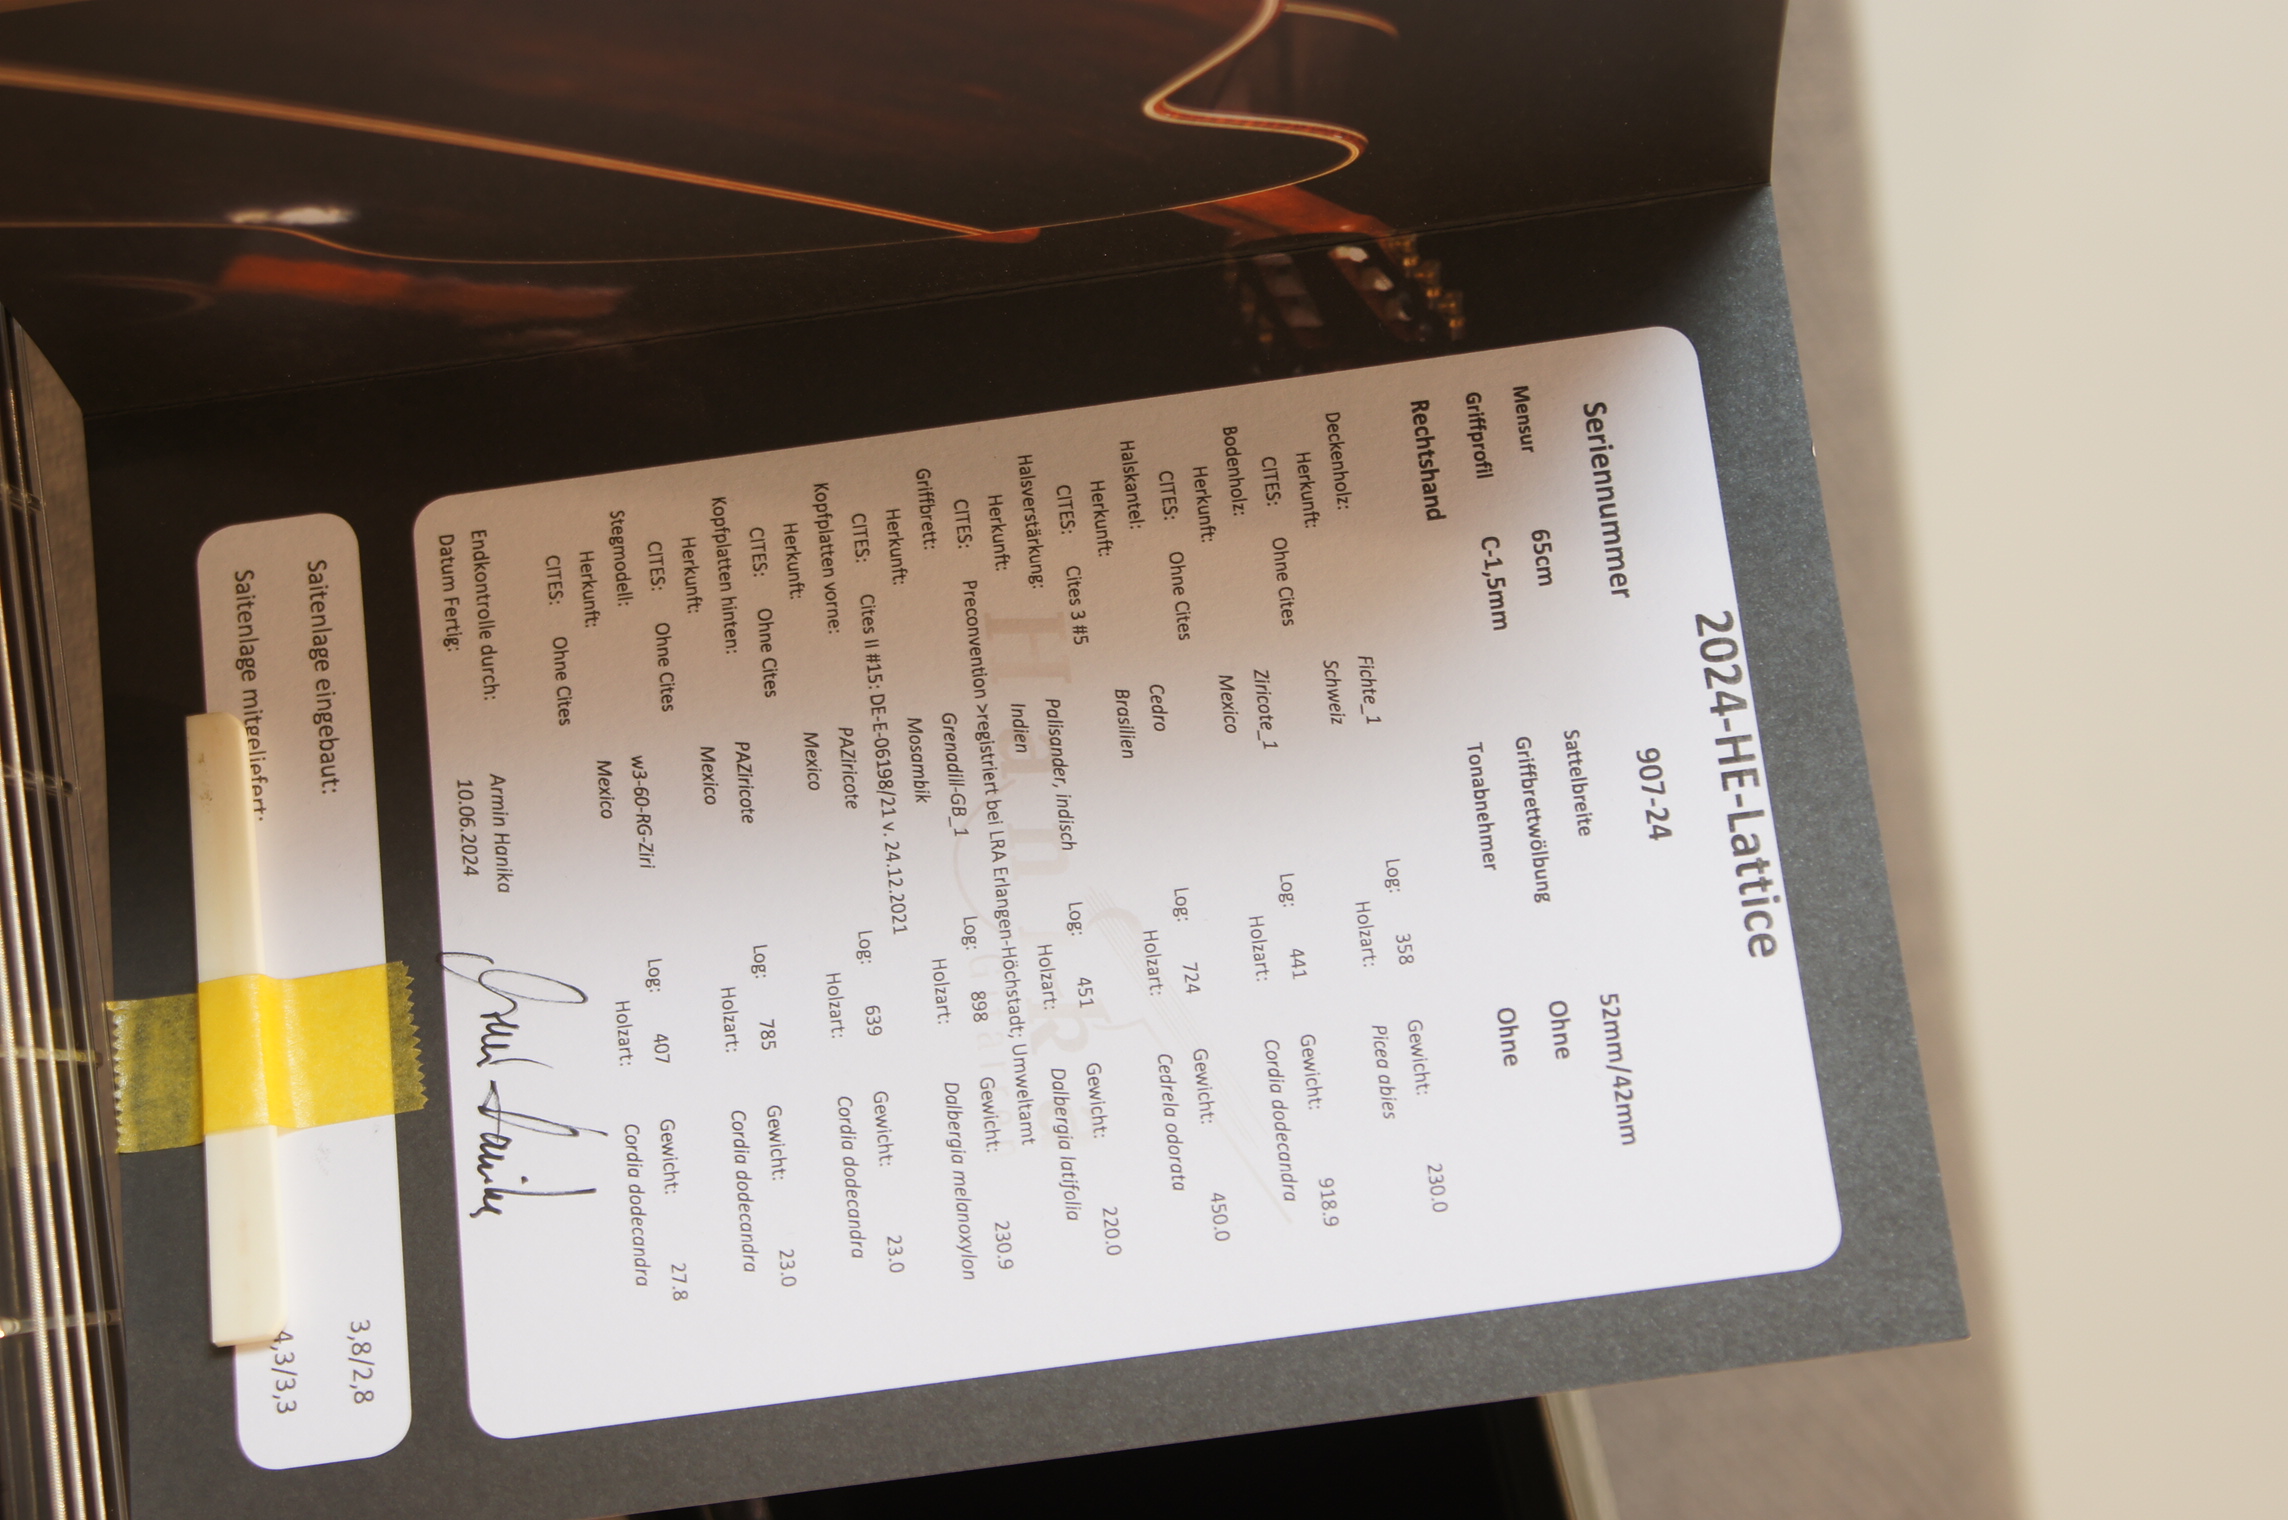 2024-HE-Lattice
Seriennummer 907-24
Mensur 65cm Sattelbreite 52mm/42mm
Griffprofil C-1,5mm Griffbrettwölbung Ohne
Rechtshand Tonabnehmer Ohne
Deckenholz: Fichte_1 Log: 358 Gewicht: 230.0
Herkunft: Schweiz Holzart: Picea abies
CITES: Ohne Cites
Bodenholz: Ziricote_1 Log: 441 Gewicht: 918.9
Herkunft: Mexico Holzart: Cordia dodecandra
CITES: Ohne Cites
Halskantel: Cedro Log: 724 Gewicht: 450.0
Herkunft: Brasilien Holzart: Cedrela odorata
CITES: Cites 3 #5
Halsverstärkung: Palisander, indisch Log: 451 Gewicht: 220.0
Herkunft: Indien Holzart: Dalbergia latifolia
CITES: Preconvention >registriert bei LRA Erlangen-Höchstadt; Umweltamt
Griffbrett: Grenadill-GB_1 Log: 898 Gewicht: 230.9
Herkunft: Mosambik Holzart: Dalbergia melanoxylon
CITES: Cites II #15: DE-E-06198/21 v. 24.12.2021
Kopfplatten vorne: PAZiricote Log: 639 Gewicht: 23.0
Herkunft: Mexico Holzart: Cordia dodecandra
CITES: Ohne Cites
Kopfplatten hinten: PAZiricote Log: 785 Gewicht: 23.0
Herkunft: Mexico Holzart: Cordia dodecandra
CITES: Ohne Cites
Stegmodell: w3-60-RG-Ziri Log: 407 Gewicht: 27.8
Herkunft: Mexico Holzart: Cordia dodecandra
CITES: Ohne Cites
Endkontrolle durch: Armin Hanika
Datum Fertig: 10.06.2024
Armin Hanika
Hanika
Gitarren
Saitenlage eingebaut: 3,8/2,8
Saitenlage mitgeliefert: 4,3/3,3